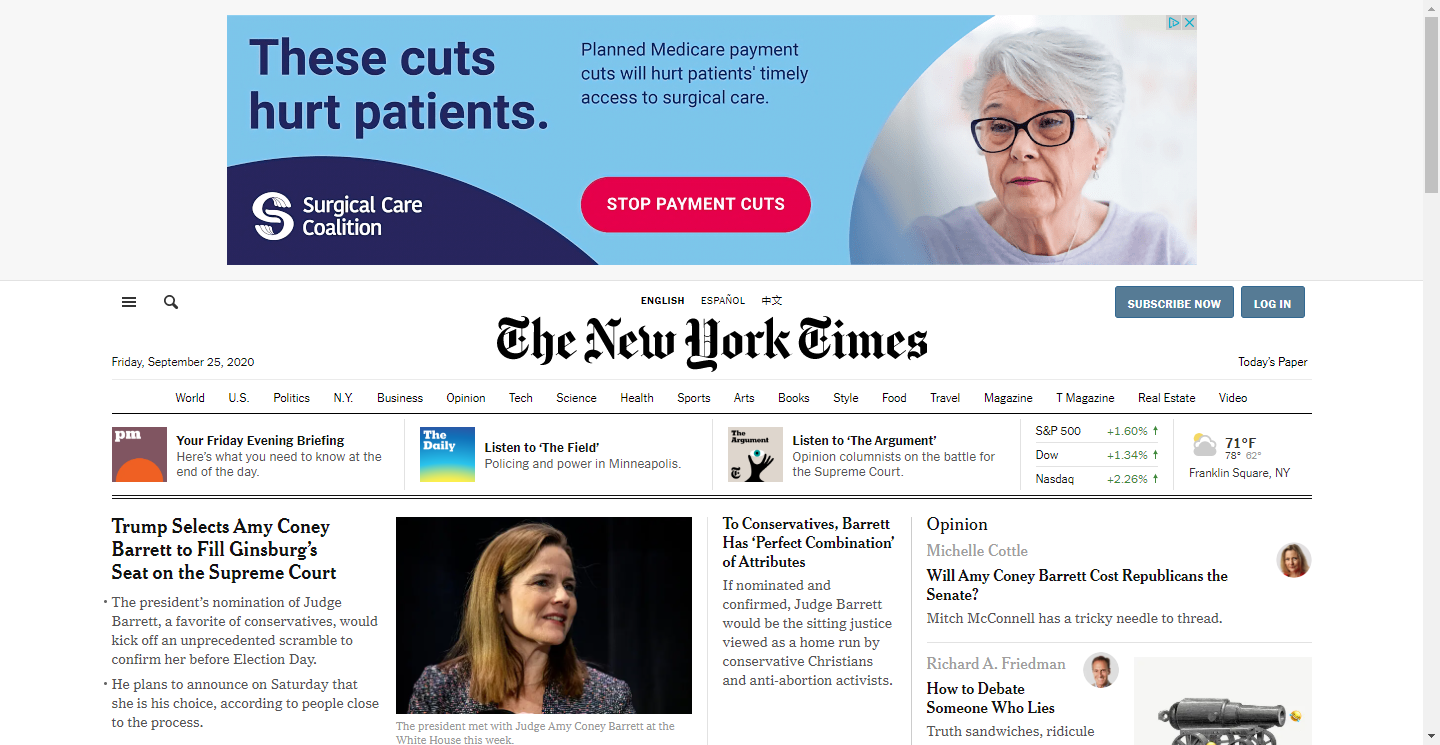 These cuts
hurt patients.
Planned Medicare payment
cuts will hurt patients' timely
access to surgical care.
Surgical Care
Coalition
STOP PAYMENT CUTS
ENGLISH ESPAÑOL 中文
SUBSCRIBE NOW LOG IN
The New York Times
Friday, September 25, 2020
Today's Paper
World U.S. Politics N.Y. Business Opinion Tech Science Health Sports Arts Books Style Food Travel Magazine T Magazine Real Estate Video
pm
Your Friday Evening Briefing
Here's what you need to know at the
end of the day.
The
Daily
Listen to ‘The Field’
Policing and power in Minneapolis.
The
Argument
Listen to ‘The Argument’
Opinion columnists on the battle for
the Supreme Court.
S&P 500 +1.60% ↑
Dow +1.34% ↑
Nasdaq +2.26% ↑
71°F
78° 62°
Franklin Square, NY
Trump Selects Amy Coney
Barrett to Fill Ginsburg’s
Seat on the Supreme Court
• The president’s nomination of Judge
Barrett, a favorite of conservatives, would
kick off an unprecedented scramble to
confirm her before Election Day.
• He plans to announce on Saturday that
she is his choice, according to people close
to the process.
The president met with Judge Amy Coney Barrett at the
White House this week.
To Conservatives, Barrett
Has ‘Perfect Combination’
of Attributes
If nominated and
confirmed, Judge Barrett
would be the sitting justice
viewed as a home run by
conservative Christians
and anti-abortion activists.
Opinion
Michelle Cottle
Will Amy Coney Barrett Cost Republicans the
Senate?
Mitch McConnell has a tricky needle to thread.
Richard A. Friedman
How to Debate
Someone Who Lies
Truth sandwiches, ridicule